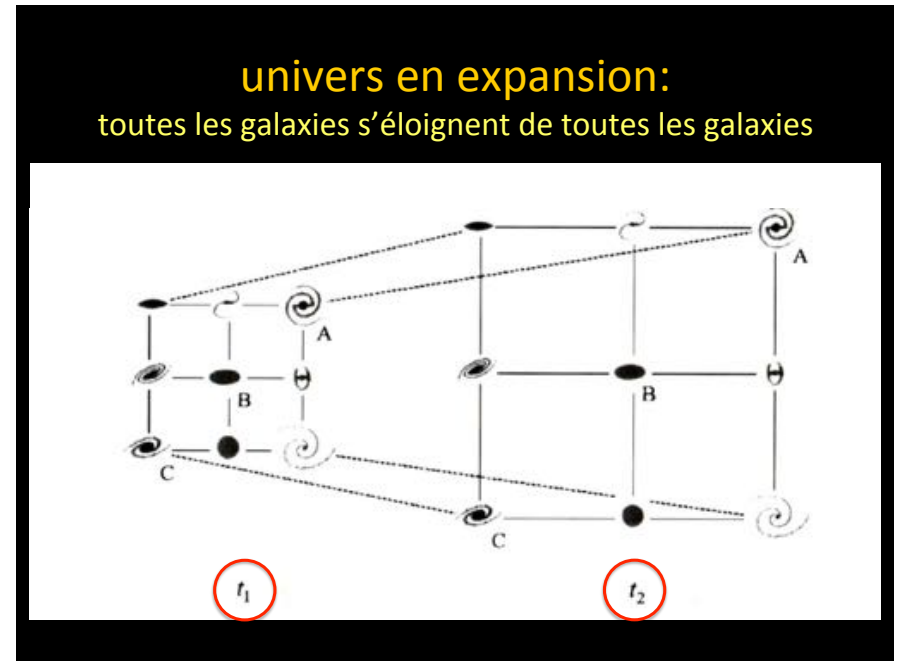 univers en expansion:
toutes les galaxies s’éloignent de toutes les galaxies
A
B
C
A
B
C
t₁
t₂